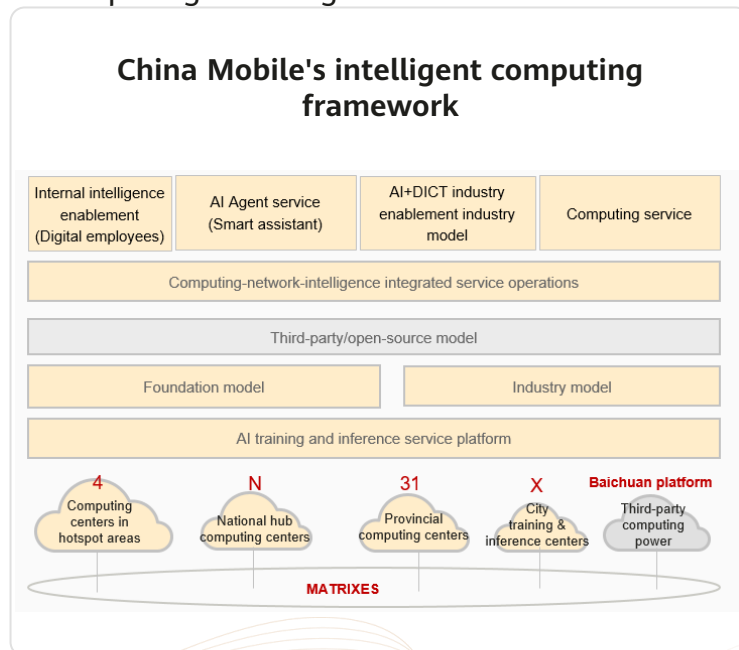 China Mobile's intelligent computing
framework
Internal intelligence
enablement
(Digital employees)
AI Agent service
(Smart assistant)
AI+DICT industry
enablement industry
model
Computing service
Computing-network-intelligence integrated service operations
Third-party/open-source model
Foundation model
Industry model
AI training and inference service platform
4
Computing
centers in
hotspot areas
N
National hub
computing centers
31
Provincial
computing centers
X
City
training &
inference centers
Baichuan platform
Third-party
computing
power
MATRIXES